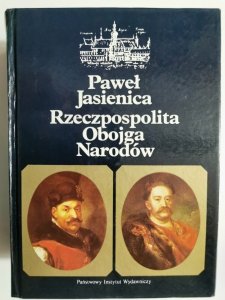 Paweł
Jasienica
Rzeczpospolita
Obojga
Narodów
Państwowy Instytut Wydawniczy